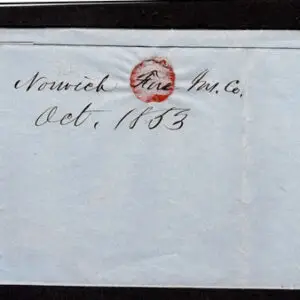 Norwich Fire Ins. Co.
Oct. 1853